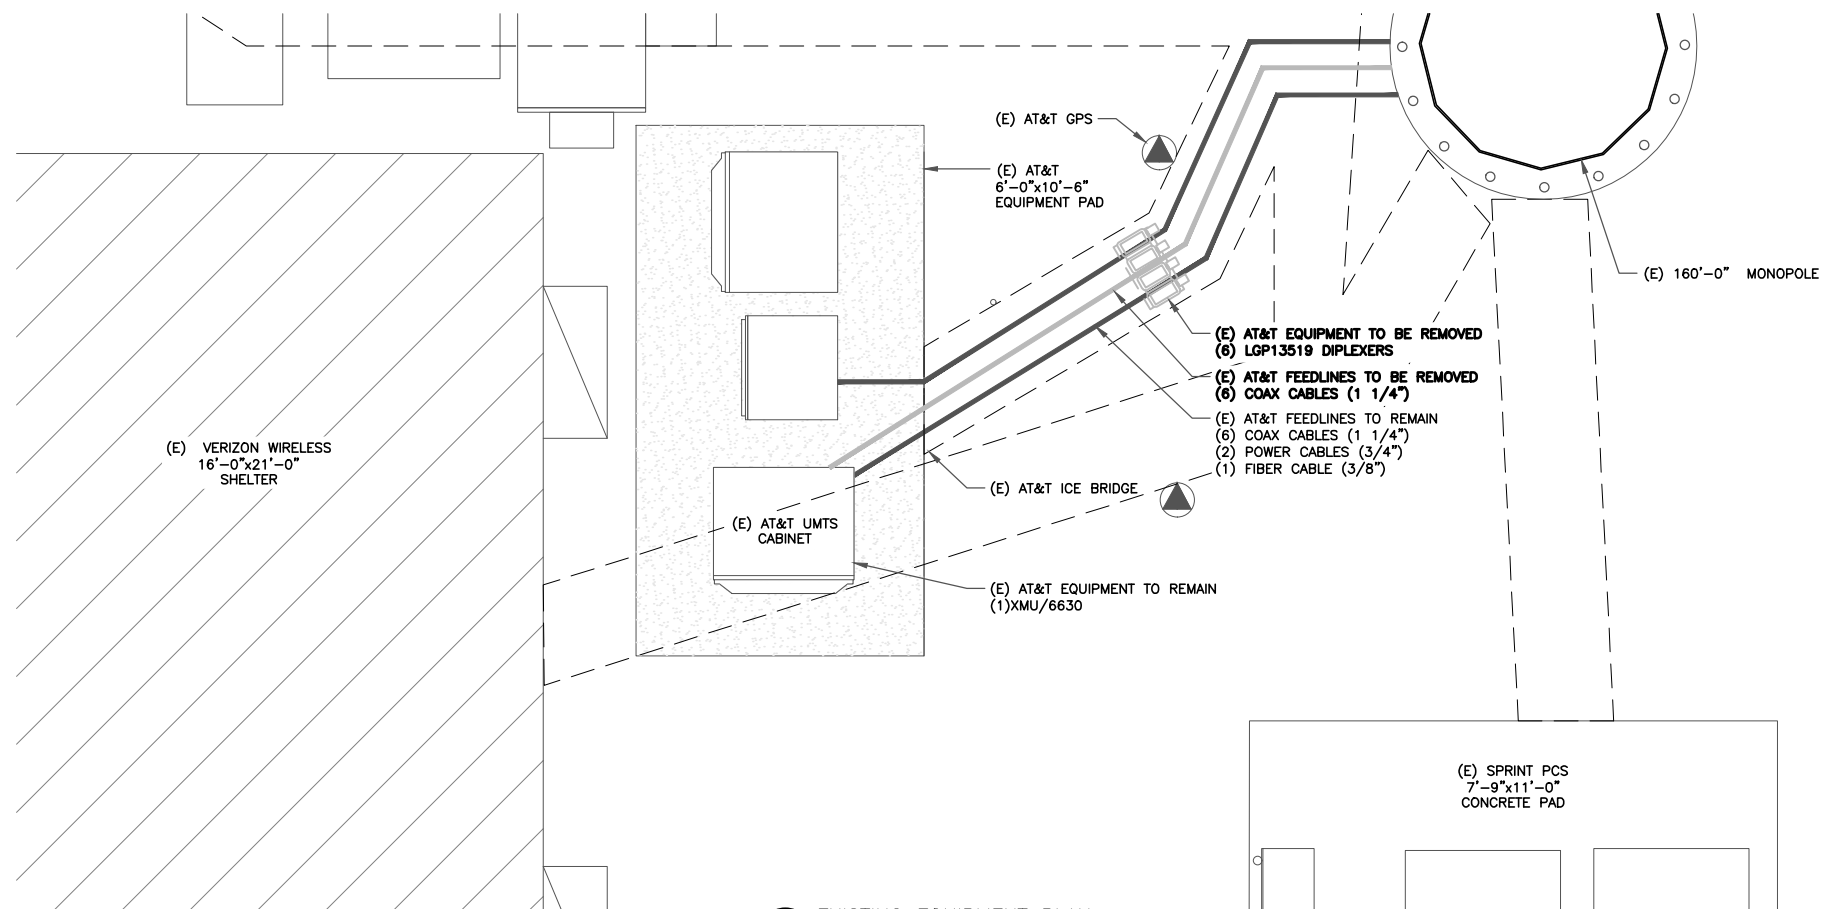 (E) AT&T GPS
(E) AT&T
6'-0"x10'-6"
EQUIPMENT PAD
(E) 160'-0" MONOPOLE
(E) AT&T EQUIPMENT TO BE REMOVED
(6) LGP13519 DIPLEXERS
(E) AT&T FEEDLINES TO BE REMOVED
(6) COAX CABLES (1 1/4")
(E) AT&T FEEDLINES TO REMAIN
(6) COAX CABLES (1 1/4")
(2) POWER CABLES (3/4")
(1) FIBER CABLE (3/8")
(E) VERIZON WIRELESS
16'-0"x21'-0"
SHELTER
(E) AT&T ICE BRIDGE
(E) AT&T UMTS
CABINET
(E) AT&T EQUIPMENT TO REMAIN
(1)XMU/6630
(E) SPRINT PCS
7'-9"x11'-0"
CONCRETE PAD